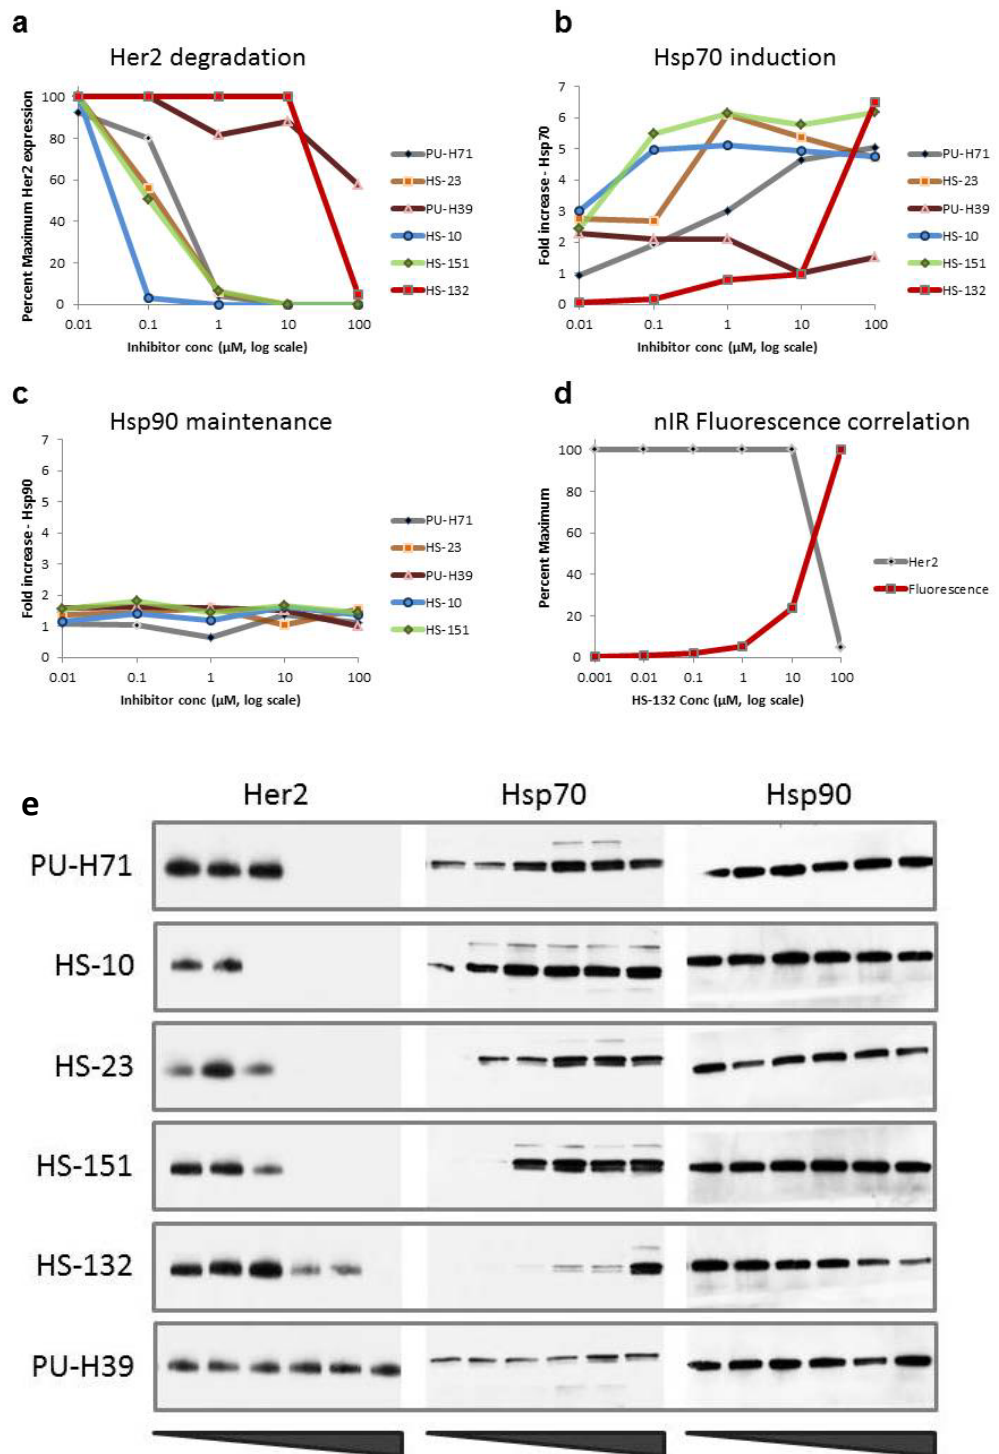 a
Her2 degradation
Percent Maximum Her2 expression
100
80
60
40
20
0
0.01 0.1 1 10 100
Inhibitor conc (µM, log scale)
PU-H71
HS-23
PU-H39
HS-10
HS-151
HS-132
b
Hsp70 induction
Fold increase - Hsp70
7
6
5
4
3
2
1
0
0.01 0.1 1 10 100
Inhibitor conc (µM, log scale)
PU-H71
HS-23
PU-H39
HS-10
HS-151
HS-132
c
Hsp90 maintenance
Fold increase - Hsp90
7
6
5
4
3
2
1
0
0.01 0.1 1 10 100
Inhibitor conc (µM, log scale)
PU-H71
HS-23
PU-H39
HS-10
HS-151
d
nIR Fluorescence correlation
Percent Maximum
100
80
60
40
20
0
0.001 0.01 0.1 1 10 100
HS-132 Conc (µM, log scale)
Her2
Fluorescence
e
Her2 Hsp70 Hsp90
PU-H71
HS-10
HS-23
HS-151
HS-132
PU-H39